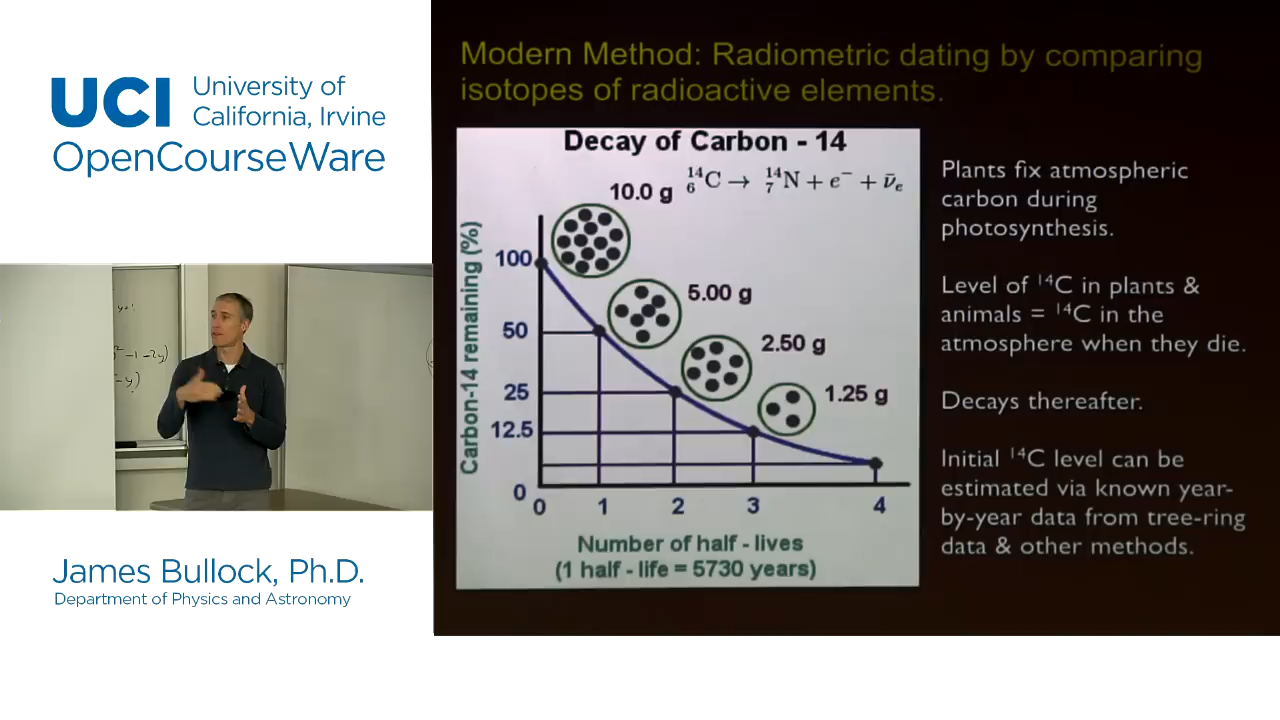 UCI University of
California, Irvine
OpenCourseWare
James Bullock, Ph.D.
Department of Physics and Astronomy
Modern Method: Radiometric dating by comparing
isotopes of radioactive elements.
Decay of Carbon - 14
¹⁴₆C → ¹⁴₇N + e⁻ + ν̄ₑ
10.0 g
5.00 g
2.50 g
1.25 g
Carbon-14 remaining (%)
100
50
25
12.5
0
0 1 2 3 4
Number of half - lives
(1 half - life = 5730 years)
Plants fix atmospheric
carbon during
photosynthesis.
Level of ¹⁴C in plants &
animals = ¹⁴C in the
atmosphere when they die.
Decays thereafter.
Initial ¹⁴C level can be
estimated via known year-
by-year data from tree-ring
data & other methods.